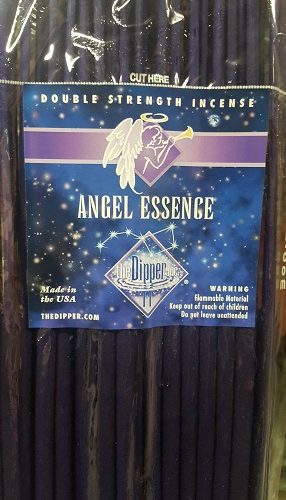 CUT HERE
DOUBLE STRENGTH INCENSE
ANGEL ESSENCE
the Dipper
Made in
the USA
THEDIPPER.COM
WARNING
Flammable Material
Keep out of reach of children
Do not leave unattended